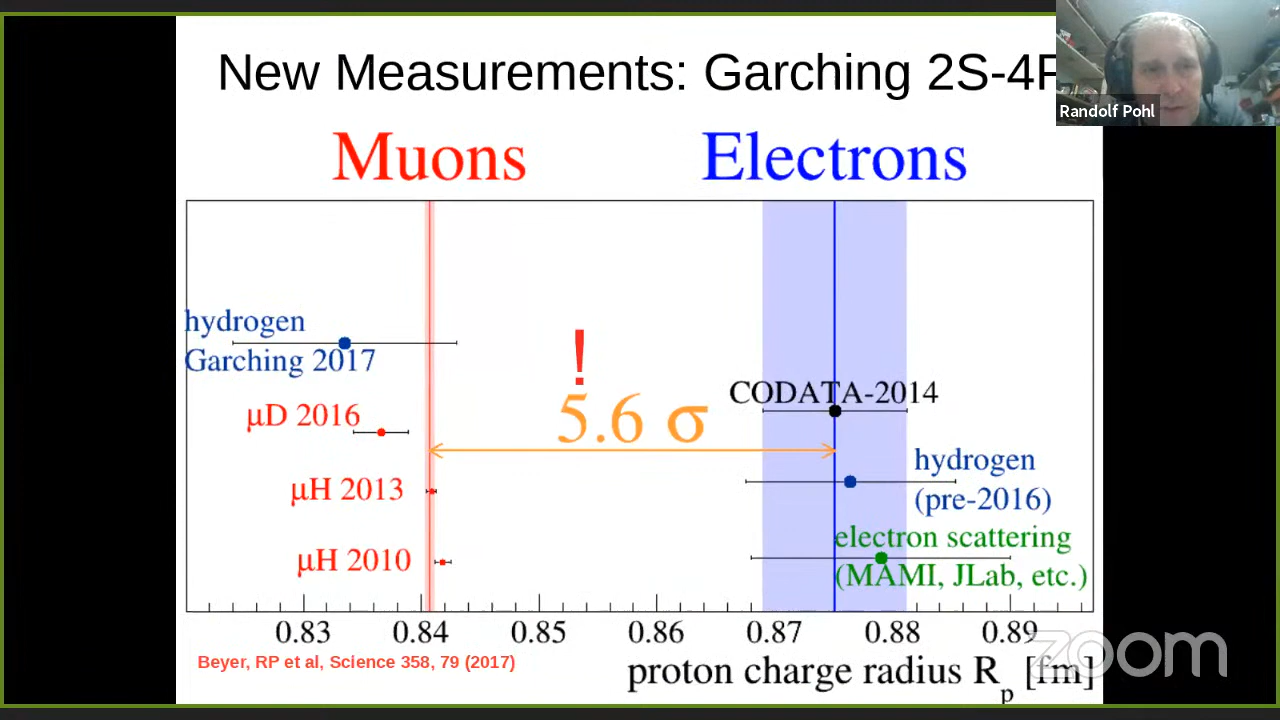 New Measurements: Garching 2S-4P
Randolf Pohl
Muons
Electrons
hydrogen
Garching 2017
!
CODATA-2014
μD 2016
5.6 σ
hydrogen
(pre-2016)
μH 2013
electron scattering
(MAMI, JLab, etc.)
μH 2010
0.83 0.84 0.85 0.86 0.87 0.88 0.89
Beyer, RP et al, Science 358, 79 (2017)
proton charge radius Rp [fm]
zoom